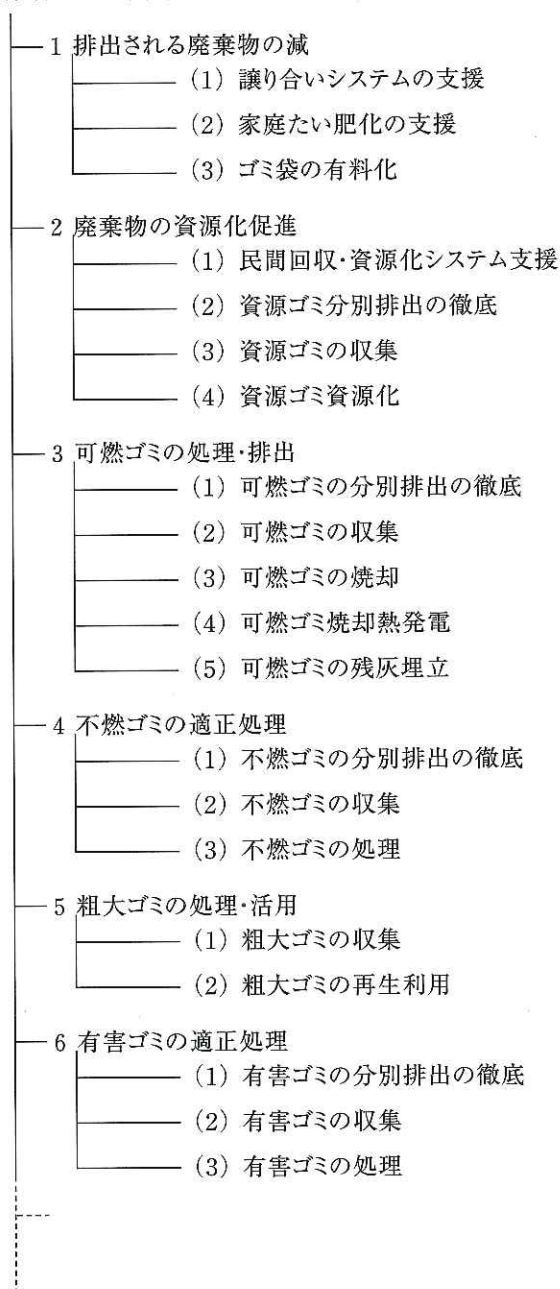 1 排出される廃棄物の減
(1) 譲り合いシステムの支援
(2) 家庭たい肥化の支援
(3) ゴミ袋の有料化
2 廃棄物の資源化促進
(1) 民間回収・資源化システム支援
(2) 資源ゴミ分別排出の徹底
(3) 資源ゴミの収集
(4) 資源ゴミ資源化
3 可燃ゴミの処理・排出
(1) 可燃ゴミの分別排出の徹底
(2) 可燃ゴミの収集
(3) 可燃ゴミの焼却
(4) 可燃ゴミ焼却熱発電
(5) 可燃ゴミの残灰埋立
4 不燃ゴミの適正処理
(1) 不燃ゴミの分別排出の徹底
(2) 不燃ゴミの収集
(3) 不燃ゴミの処理
5 粗大ゴミの処理・活用
(1) 粗大ゴミの収集
(2) 粗大ゴミの再生利用
6 有害ゴミの適正処理
(1) 有害ゴミの分別排出の徹底
(2) 有害ゴミの収集
(3) 有害ゴミの処理